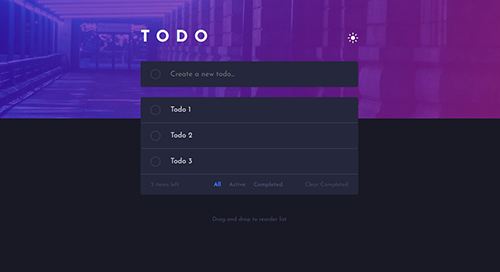 TODO
Create a new todo...
Todo 1
Todo 2
Todo 3
3 items left All Active Completed Clear Completed
Drag and drop to reorder list